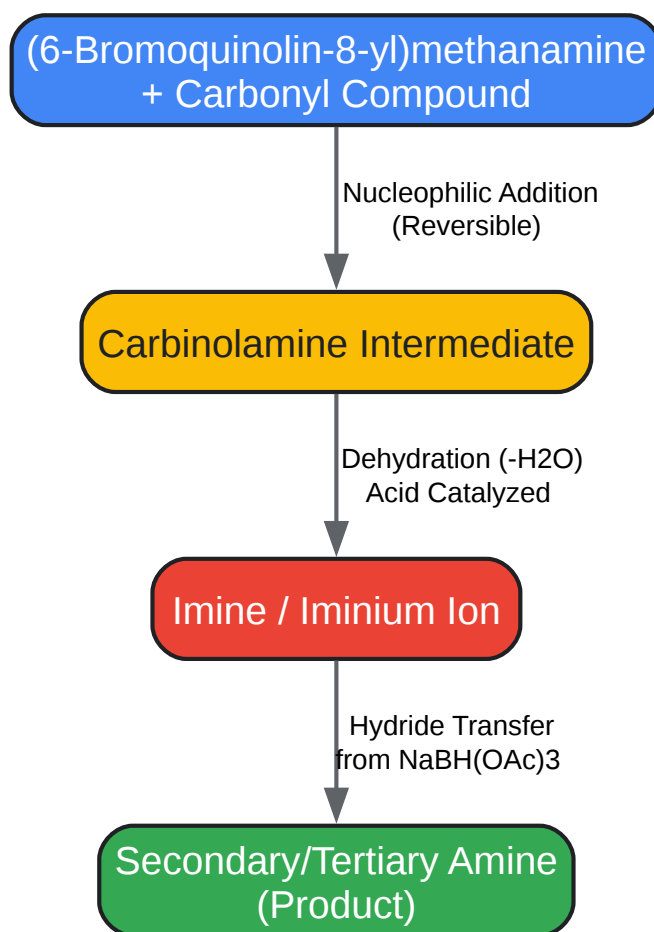 (6-Bromoquinolin-8-yl)methanamine
+ Carbonyl Compound
Nucleophilic Addition
(Reversible)
Carbinolamine Intermediate
Dehydration (-H2O)
Acid Catalyzed
Imine / Iminium Ion
Hydride Transfer
from NaBH(OAc)3
Secondary/Tertiary Amine
(Product)